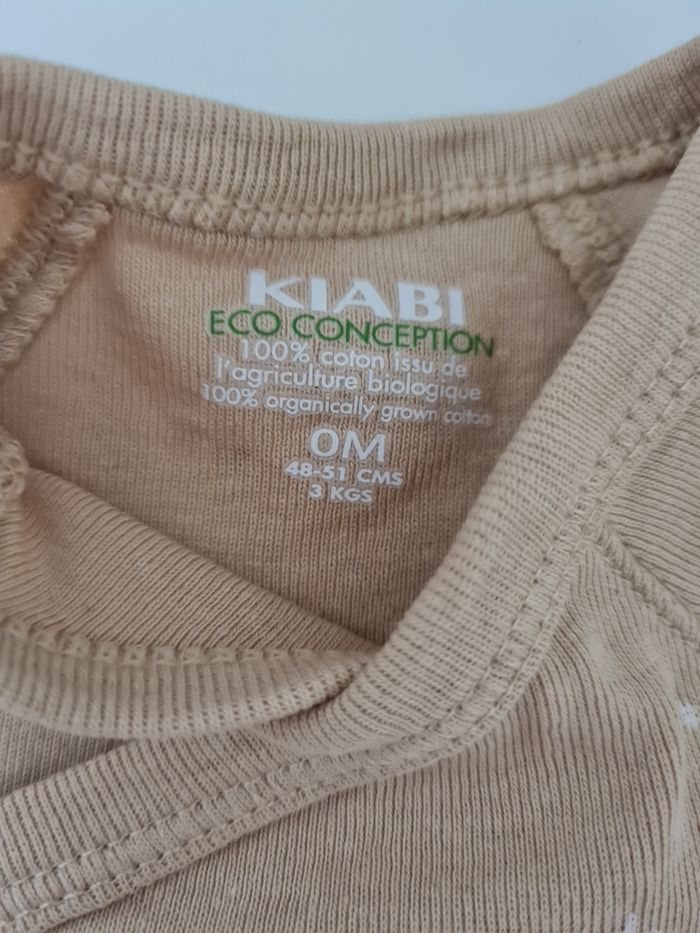 KIABI
ECO CONCEPTION
100% coton issu de
l'agriculture biologique
100% organically grown cotton
0M
48-51 CMS
3 KGS